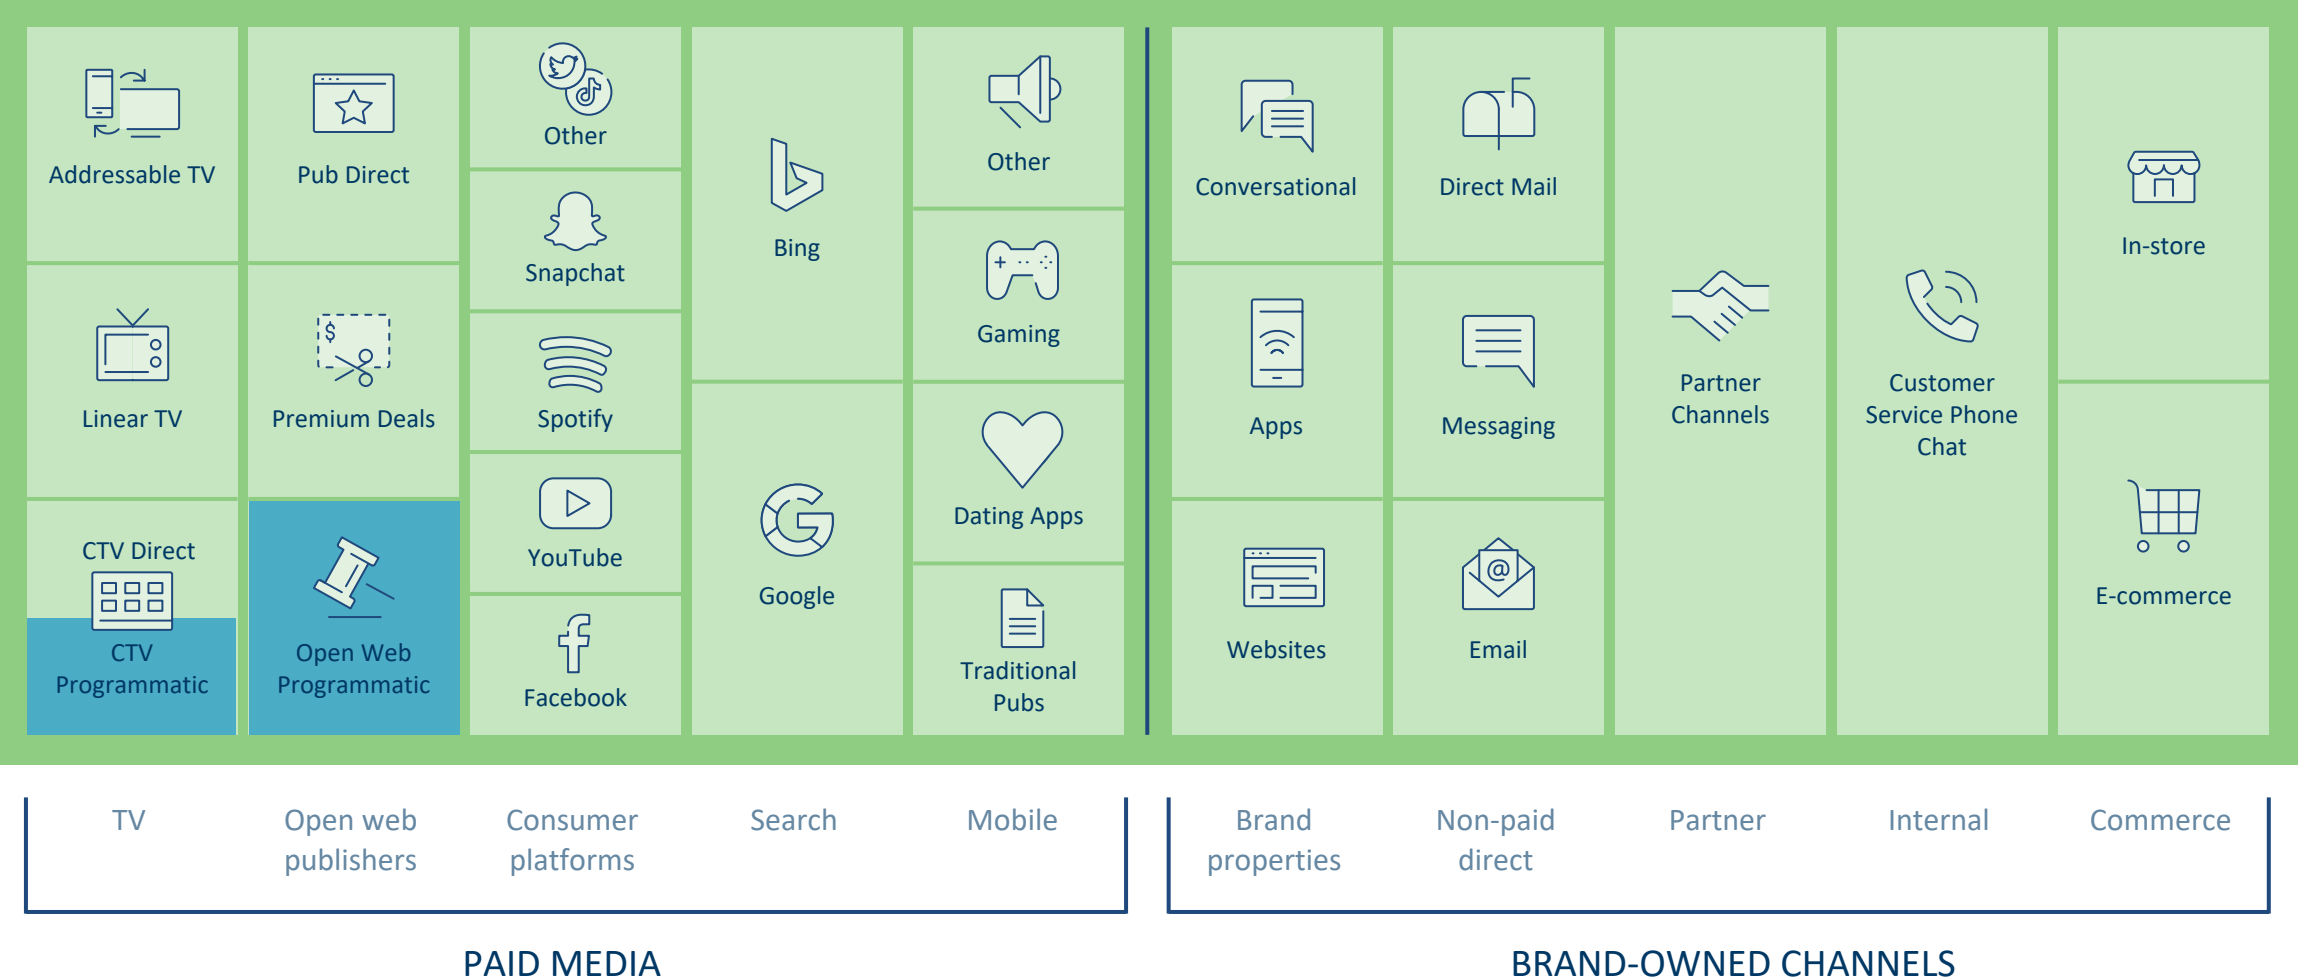 Addressable TV
Linear TV
CTV Direct
CTV
Programmatic
Pub Direct
$
Premium Deals
Open Web
Programmatic
Other
Snapchat
Spotify
YouTube
Facebook
Bing
Google
Other
Gaming
Dating Apps
Traditional
Pubs
Conversational
Apps
Websites
Direct Mail
Messaging
@
Email
Partner
Channels
Customer
Service Phone
Chat
In-store
E-commerce
TV
Open web
publishers
Consumer
platforms
Search
Mobile
Brand
properties
Non-paid
direct
Partner
Internal
Commerce
PAID MEDIA
BRAND-OWNED CHANNELS